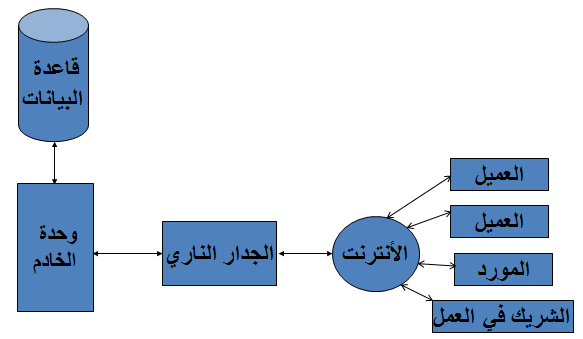 قاعدة
البيانات
وحدة
الخادم
الجدار الناري
الأنترنت
العميل
العميل
المورد
الشريك في العمل